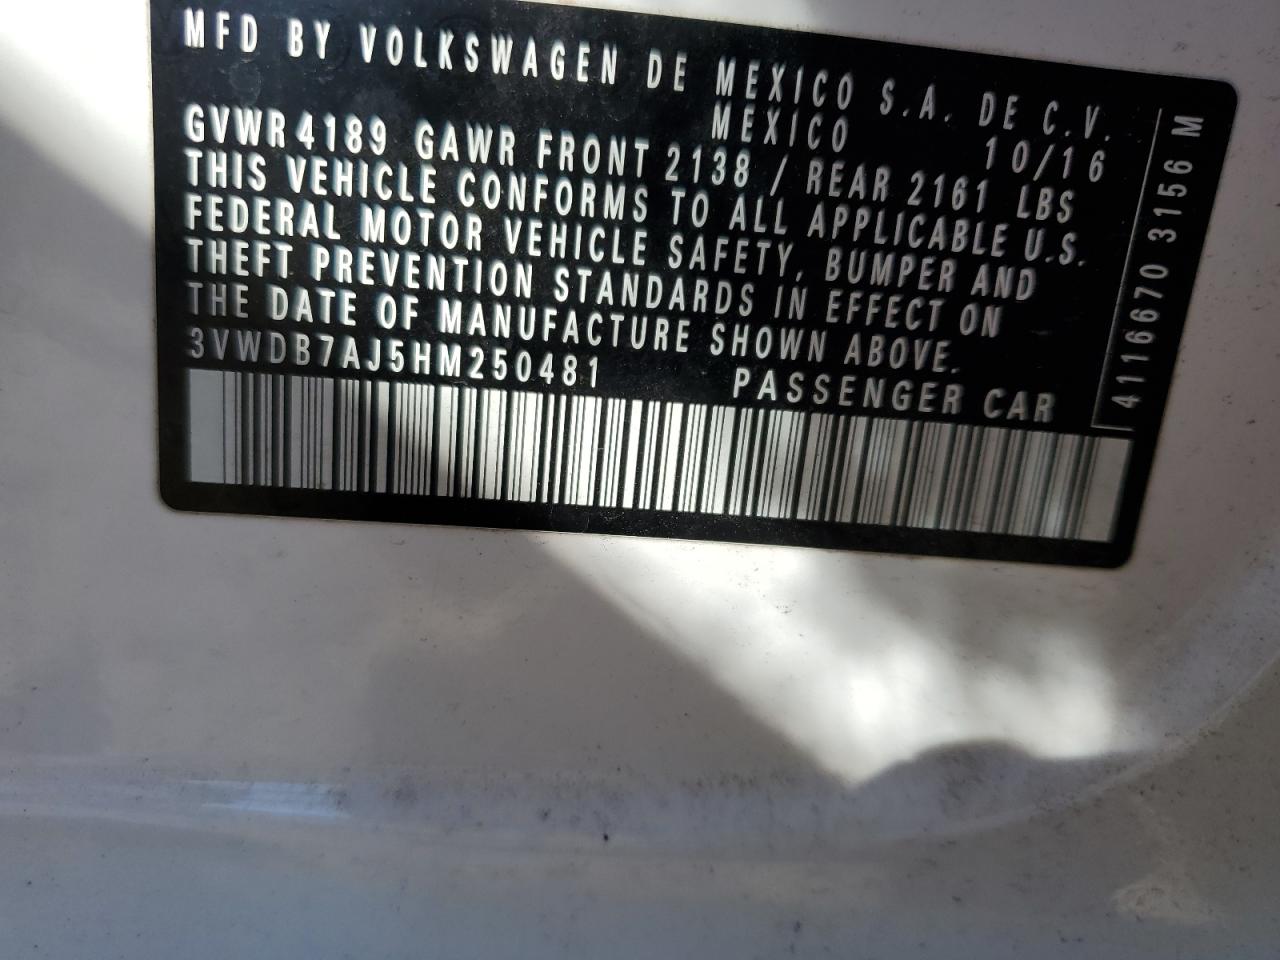 MFD BY VOLKSWAGEN DE MEXICO S.A. DE C.V.
MEXICO 10/16
GVWR 4189 GAWR FRONT 2138 / REAR 2161 LBS
THIS VEHICLE CONFORMS TO ALL APPLICABLE U.S.
FEDERAL MOTOR VEHICLE SAFETY, BUMPER AND
THEFT PREVENTION STANDARDS IN EFFECT ON
THE DATE OF MANUFACTURE SHOWN ABOVE.
3VWDB7AJ5HM250481 PASSENGER CAR
4116670 3156 M